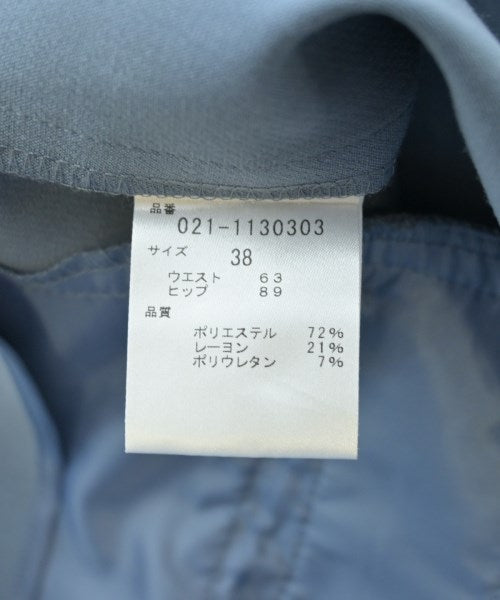 品番
021-1130303
サイズ
38
ウエスト 63
ヒップ 89
品質
ポリエステル 72%
レーヨン 21%
ポリウレタン 7%